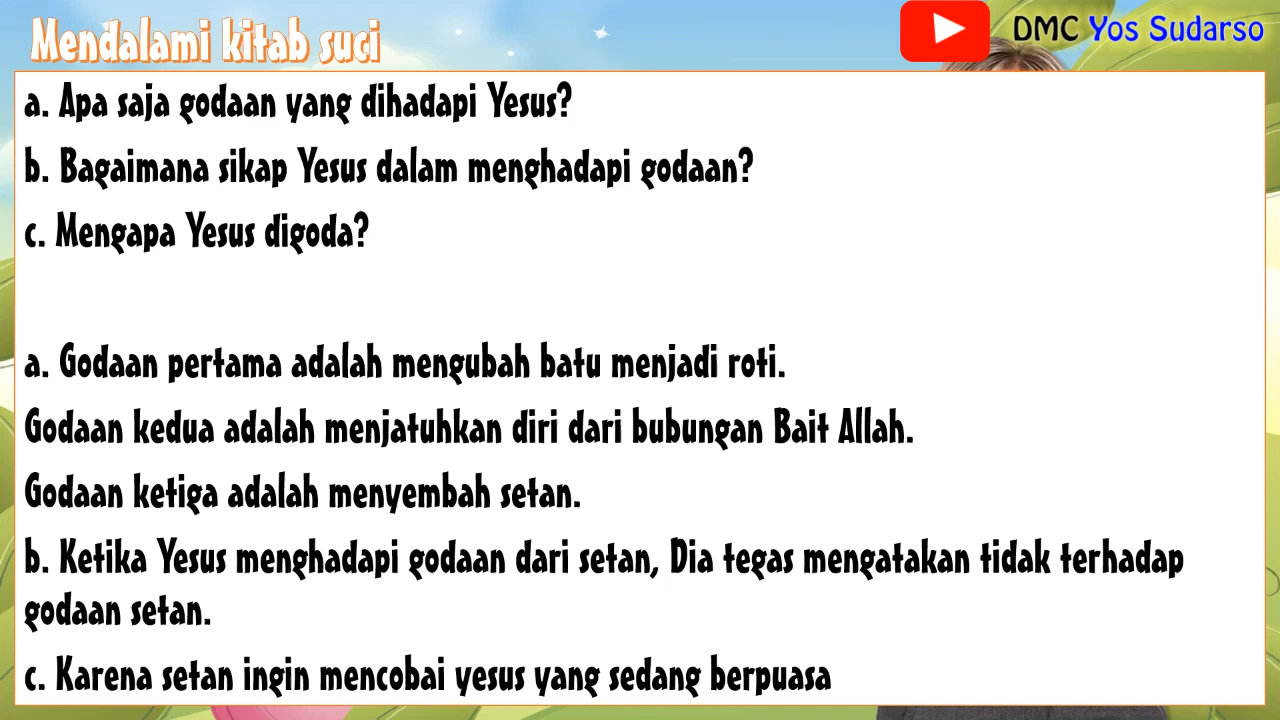 Mendalami kitab suci
DMC Yos Sudarso
a. Apa saja godaan yang dihadapi Yesus?
b. Bagaimana sikap Yesus dalam menghadapi godaan?
c. Mengapa Yesus digoda?
a. Godaan pertama adalah mengubah batu menjadi roti.
Godaan kedua adalah menjatuhkan diri dari bubungan Bait Allah.
Godaan ketiga adalah menyembah setan.
b. Ketika Yesus menghadapi godaan dari setan, Dia tegas mengatakan tidak terhadap
godaan setan.
c. Karena setan ingin mencobai yesus yang sedang berpuasa